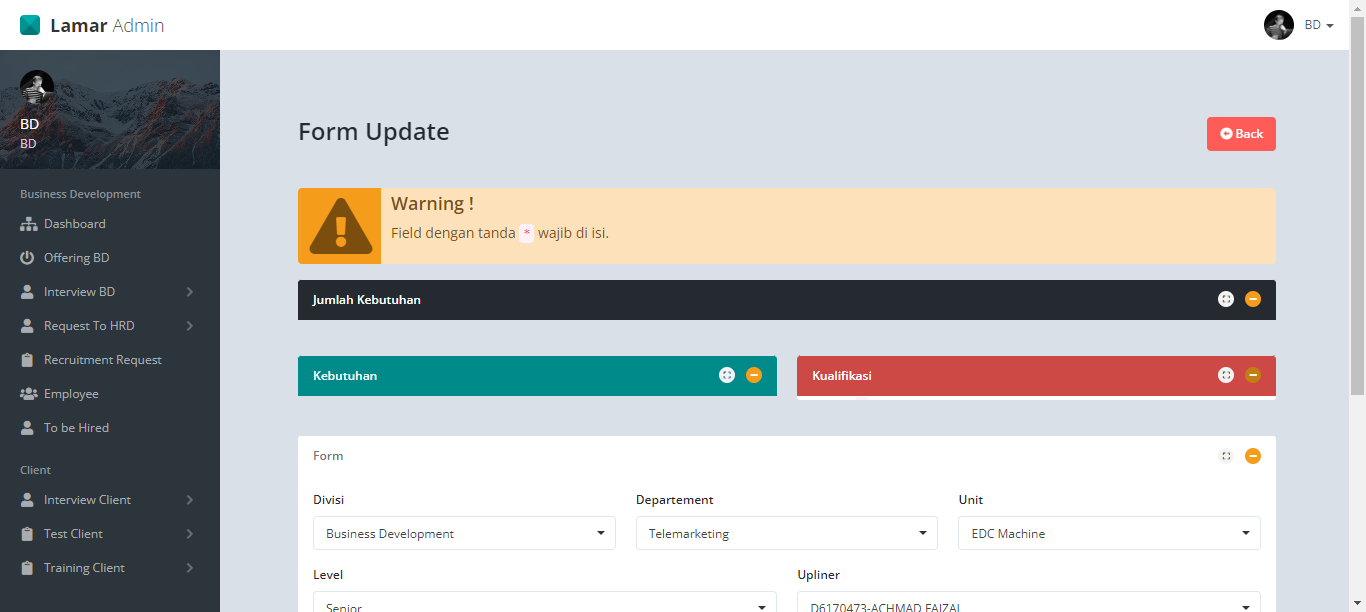 Lamar Admin
BD
BD
BD
Business Development
Dashboard
Offering BD
Interview BD
Request To HRD
Recruitment Request
Employee
To be Hired
Client
Interview Client
Test Client
Training Client
Form Update
Back
Warning !
Field dengan tanda * wajib di isi.
Jumlah Kebutuhan
Kebutuhan
Kualifikasi
Form
Divisi
Departement
Unit
Business Development
Telemarketing
EDC Machine
Level
Upliner
Senior
D6170473-ACHMAD FAIZAL